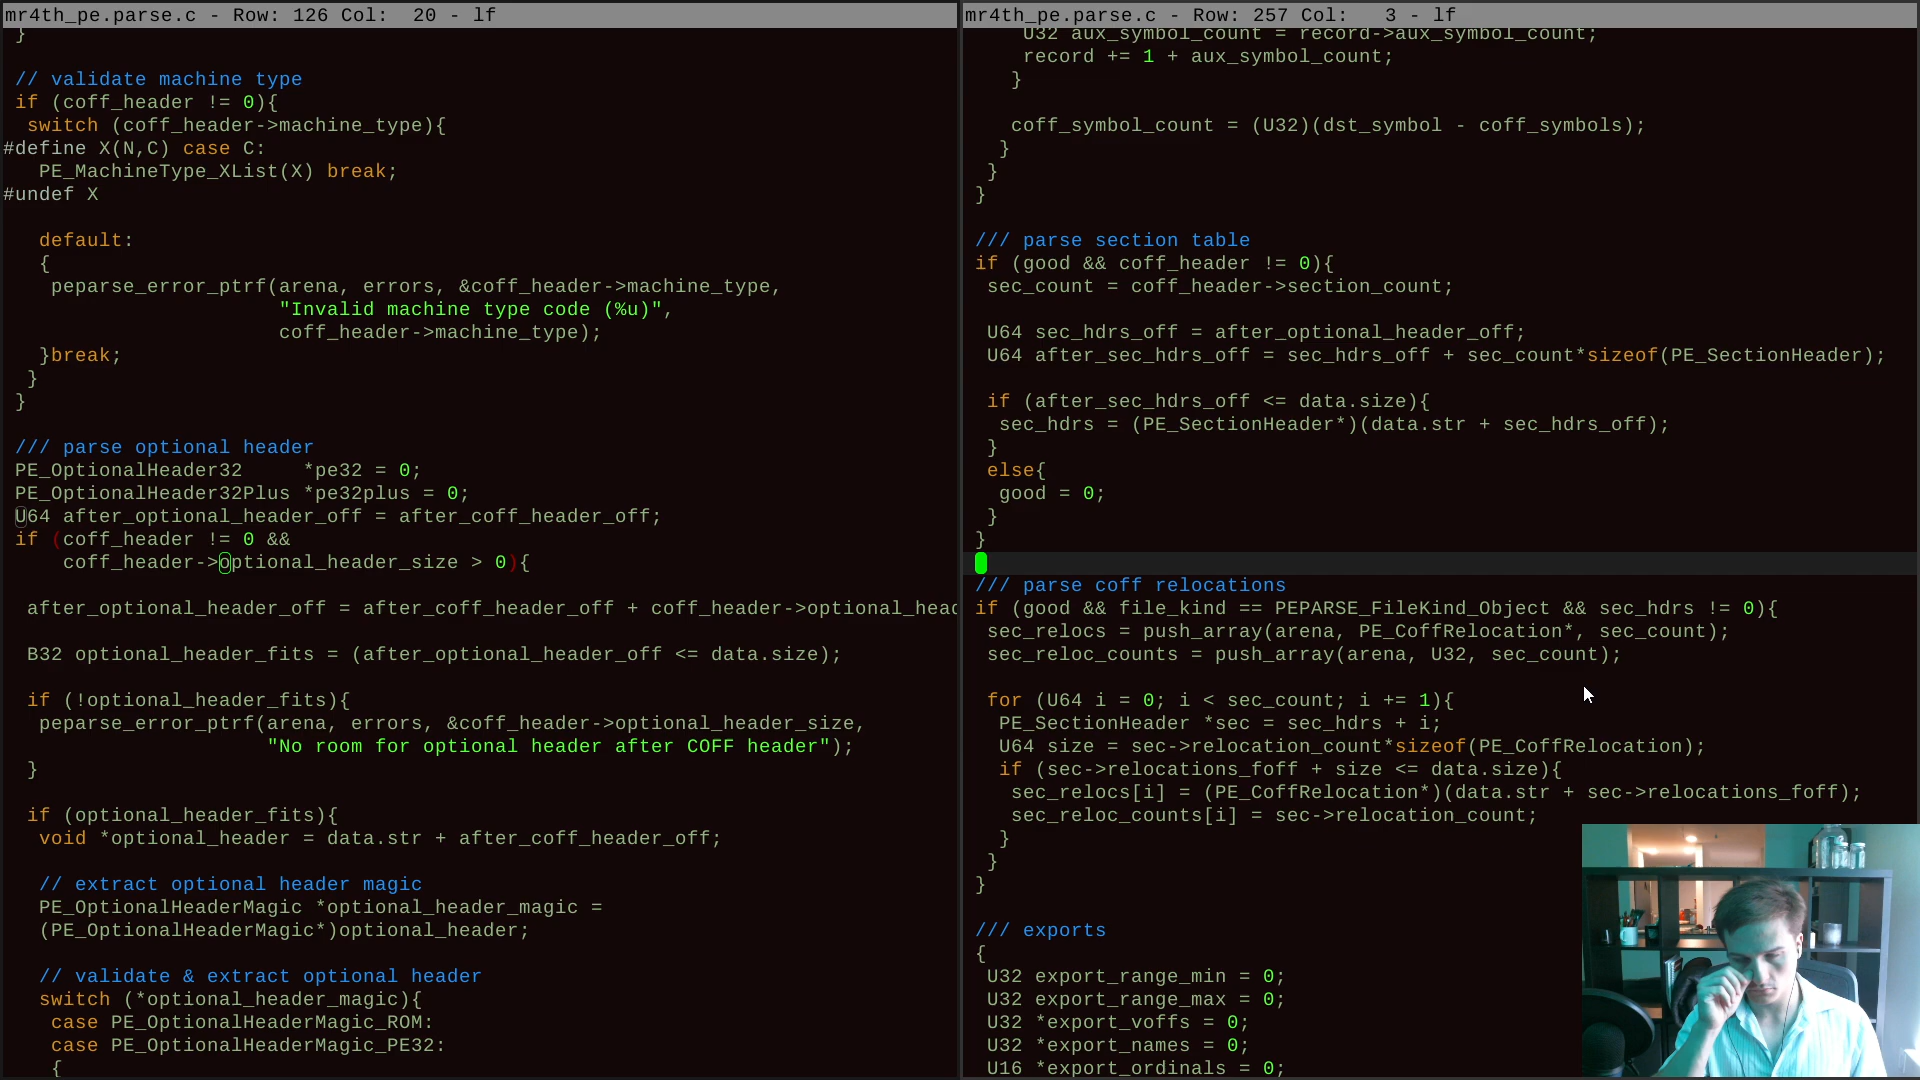 mr4th_pe.parse.c - Row: 126 Col:  20 - lf
}
// validate machine type
if (coff_header != 0){
switch (coff_header->machine_type){
#define X(N,C) case C:
PE_MachineType_XList(X) break;
#undef X
default:
{
peparse_error_ptrf(arena, errors, &coff_header->machine_type,
"Invalid machine type code (%u)",
coff_header->machine_type);
}break;
}
}
/// parse optional header
PE_OptionalHeader32     *pe32 = 0;
PE_OptionalHeader32Plus *pe32plus = 0;
U64 after_optional_header_off = after_coff_header_off;
if (coff_header != 0 &&
coff_header->optional_header_size > 0){
after_optional_header_off = after_coff_header_off + coff_header->optional_head
B32 optional_header_fits = (after_optional_header_off <= data.size);
if (!optional_header_fits){
peparse_error_ptrf(arena, errors, &coff_header->optional_header_size,
"No room for optional header after COFF header");
}
if (optional_header_fits){
void *optional_header = data.str + after_coff_header_off;
// extract optional header magic
PE_OptionalHeaderMagic *optional_header_magic =
(PE_OptionalHeaderMagic*)optional_header;
// validate & extract optional header
switch (*optional_header_magic){
case PE_OptionalHeaderMagic_ROM:
case PE_OptionalHeaderMagic_PE32:
{
mr4th_pe.parse.c - Row: 257 Col:   3 - lf
U32 aux_symbol_count = record->aux_symbol_count;
record += 1 + aux_symbol_count;
}
coff_symbol_count = (U32)(dst_symbol - coff_symbols);
}
}
}
/// parse section table
if (good && coff_header != 0){
sec_count = coff_header->section_count;
U64 sec_hdrs_off = after_optional_header_off;
U64 after_sec_hdrs_off = sec_hdrs_off + sec_count*sizeof(PE_SectionHeader);
if (after_sec_hdrs_off <= data.size){
sec_hdrs = (PE_SectionHeader*)(data.str + sec_hdrs_off);
}
else{
good = 0;
}
}
/// parse coff relocations
if (good && file_kind == PEPARSE_FileKind_Object && sec_hdrs != 0){
sec_relocs = push_array(arena, PE_CoffRelocation*, sec_count);
sec_reloc_counts = push_array(arena, U32, sec_count);
for (U64 i = 0; i < sec_count; i += 1){
PE_SectionHeader *sec = sec_hdrs + i;
U64 size = sec->relocation_count*sizeof(PE_CoffRelocation);
if (sec->relocations_foff + size <= data.size){
sec_relocs[i] = (PE_CoffRelocation*)(data.str + sec->relocations_foff);
sec_reloc_counts[i] = sec->relocation_count;
}
}
}
/// exports
{
U32 export_range_min = 0;
U32 export_range_max = 0;
U32 *export_voffs = 0;
U32 *export_names = 0;
U16 *export_ordinals = 0;